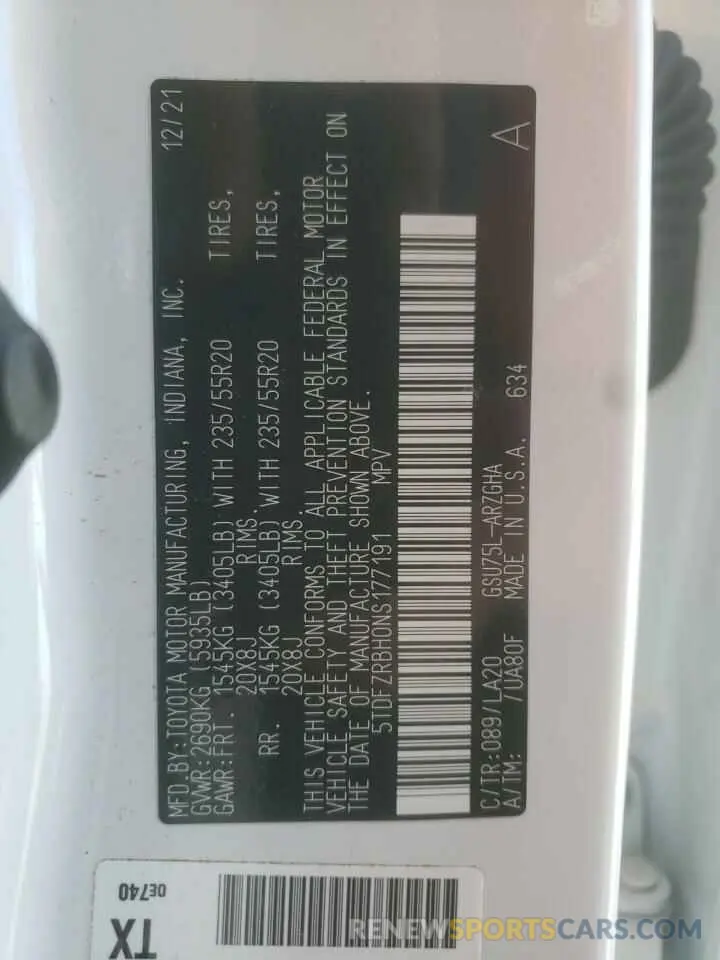 MFD BY:TOYOTA MOTOR MANUFACTURING, INDIANA, INC. 12/21
GVWR:2690KG (5935LB)
GAWR:FRT. 1545KG (3405LB) WITH 235/55R20 TIRES,
20X8J RIMS.
RR. 1545KG (3405LB) WITH 235/55R20 TIRES,
20X8J RIMS.
THIS VEHICLE CONFORMS TO ALL APPLICABLE FEDERAL MOTOR
VEHICLE SAFETY AND THEFT PREVENTION STANDARDS IN EFFECT ON
THE DATE OF MANUFACTURE SHOWN ABOVE.
5TDFZRBH0NS177191 MPV
C/TR:089/LA20 GSU75L-ARZGHA
A/TM: /UA80F MADE IN U.S.A. 634
A
0E740
TX
RENEWSPORTSCARS.COM